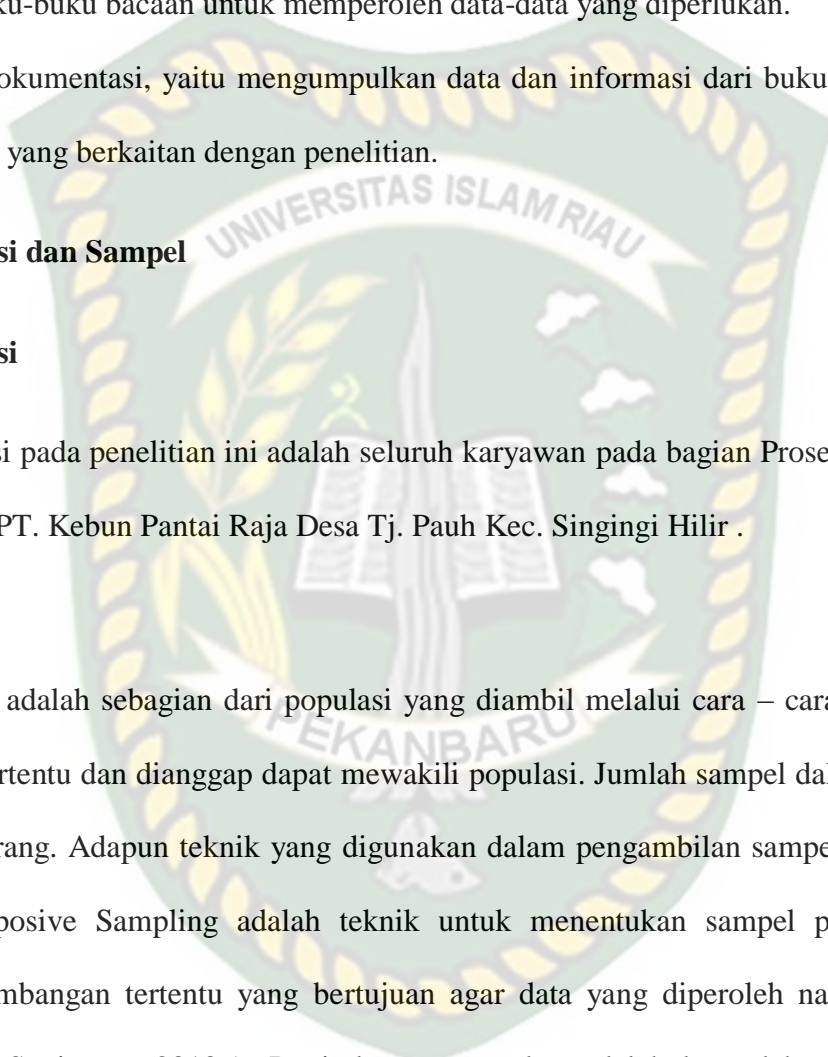 ku-buku bacaan untuk memperoleh data-data yang diperlukan.
okumentasi, yaitu mengumpulkan data dan informasi dari buku
yang berkaitan dengan penelitian.
UNIVERSITAS ISLAM RIAU
si dan Sampel
si
si pada penelitian ini adalah seluruh karyawan pada bagian Prose
PT. Kebun Pantai Raja Desa Tj. Pauh Kec. Singingi Hilir .
adalah sebagian dari populasi yang diambil melalui cara – cara
PEKANBARU
rtentu dan dianggap dapat mewakili populasi. Jumlah sampel dal
rang. Adapun teknik yang digunakan dalam pengambilan sampe
posive Sampling adalah teknik untuk menentukan sampel p
mbangan tertentu yang bertujuan agar data yang diperoleh na